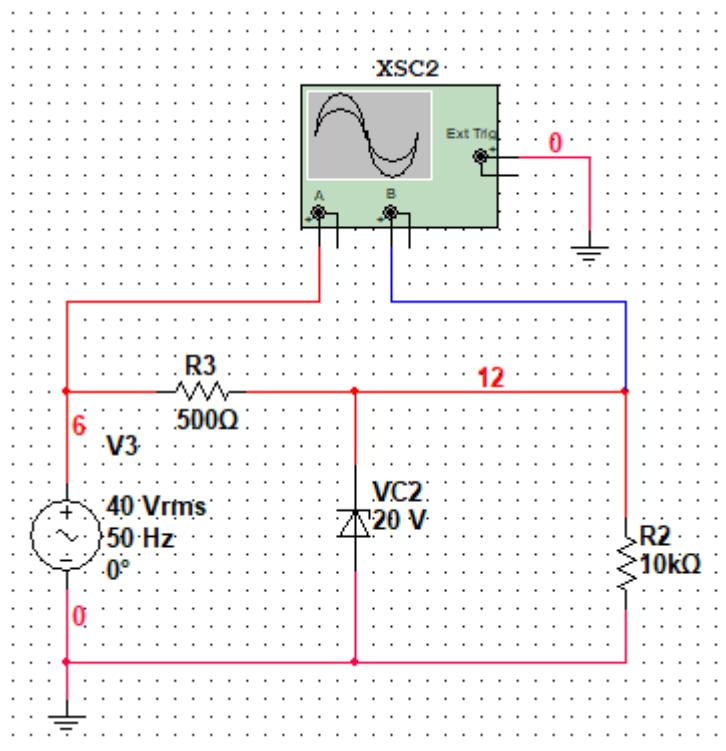 XSC2
Ext Trig
+
0
A
B
+
+
R3
12
500Ω
6
V3
+
40 Vrms
50 Hz
0°
VC2
20 V
R2
10kΩ
0